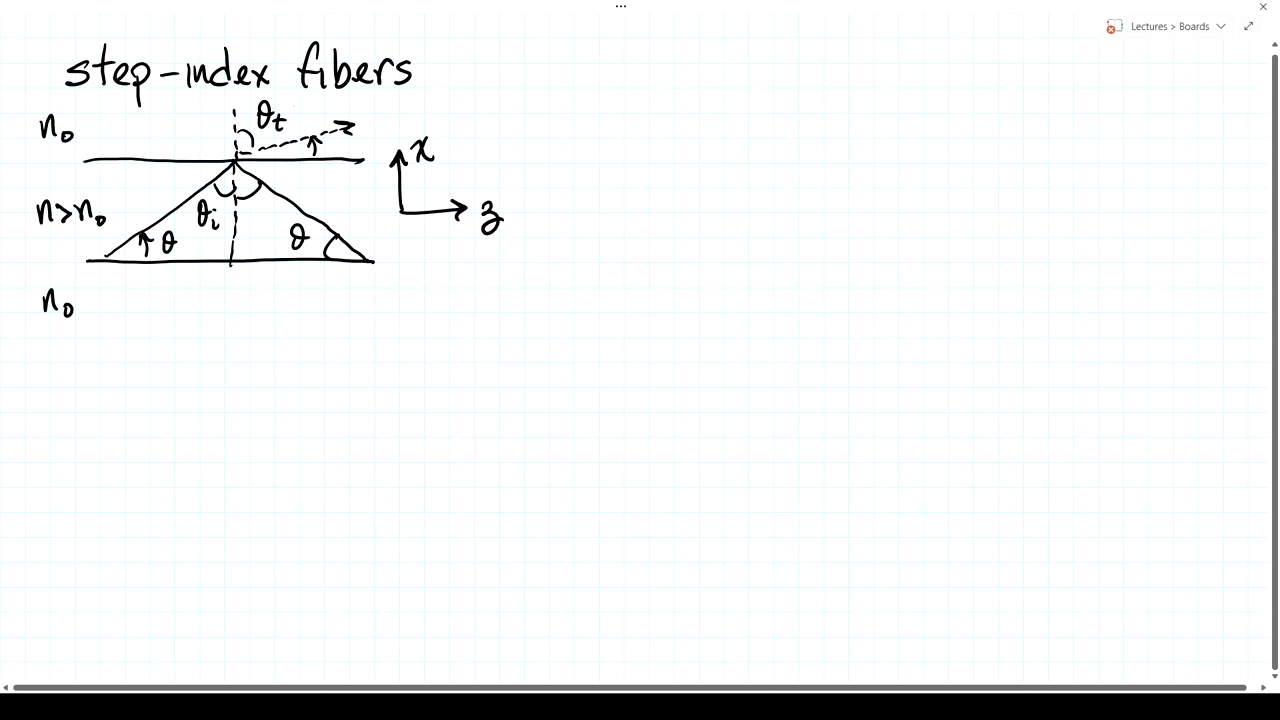 Lectures > Boards
step-index fibers
n₀
θₜ
x
n>n₀
θᵢ
z
θ
θ
n₀